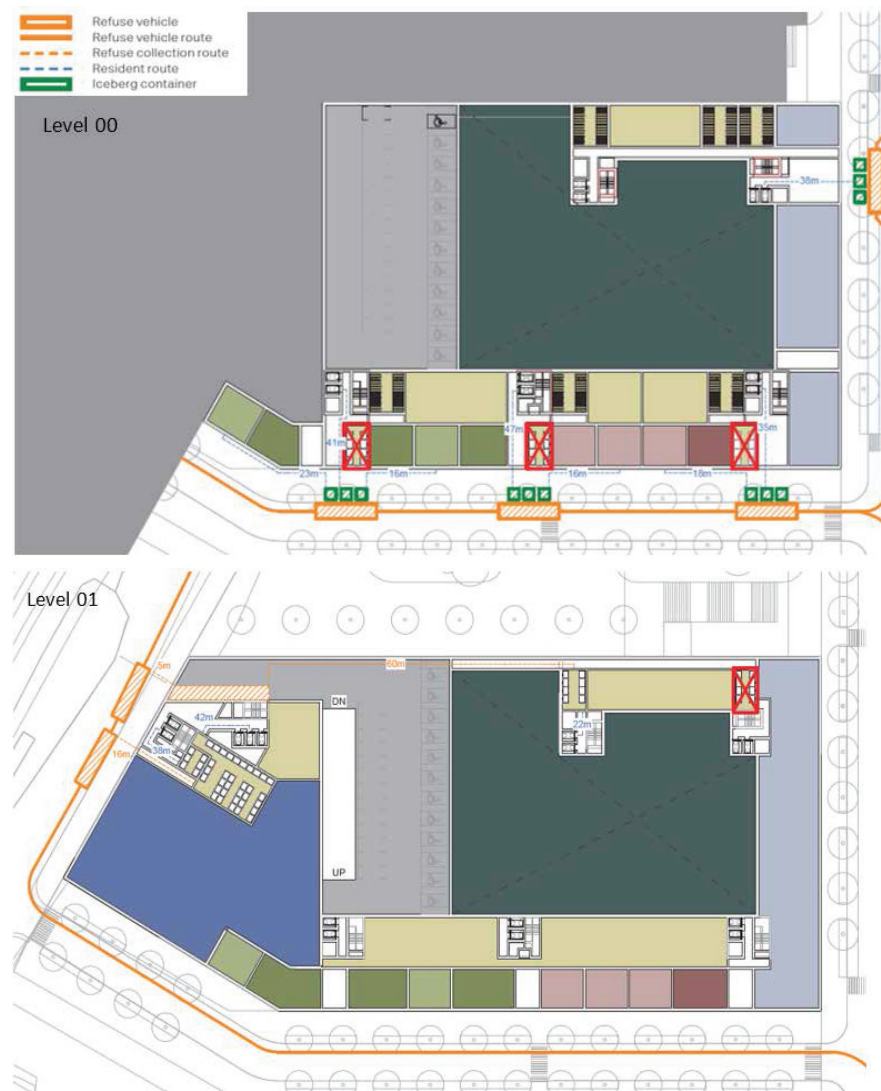 Refuse vehicle
Refuse vehicle route
Refuse collection route
Resident route
Iceberg container
Level 00
38m
41m
47m
35m
23m
16m
16m
18m
Level 01
5m
60m
DN
42m
22m
38m
16m
UP